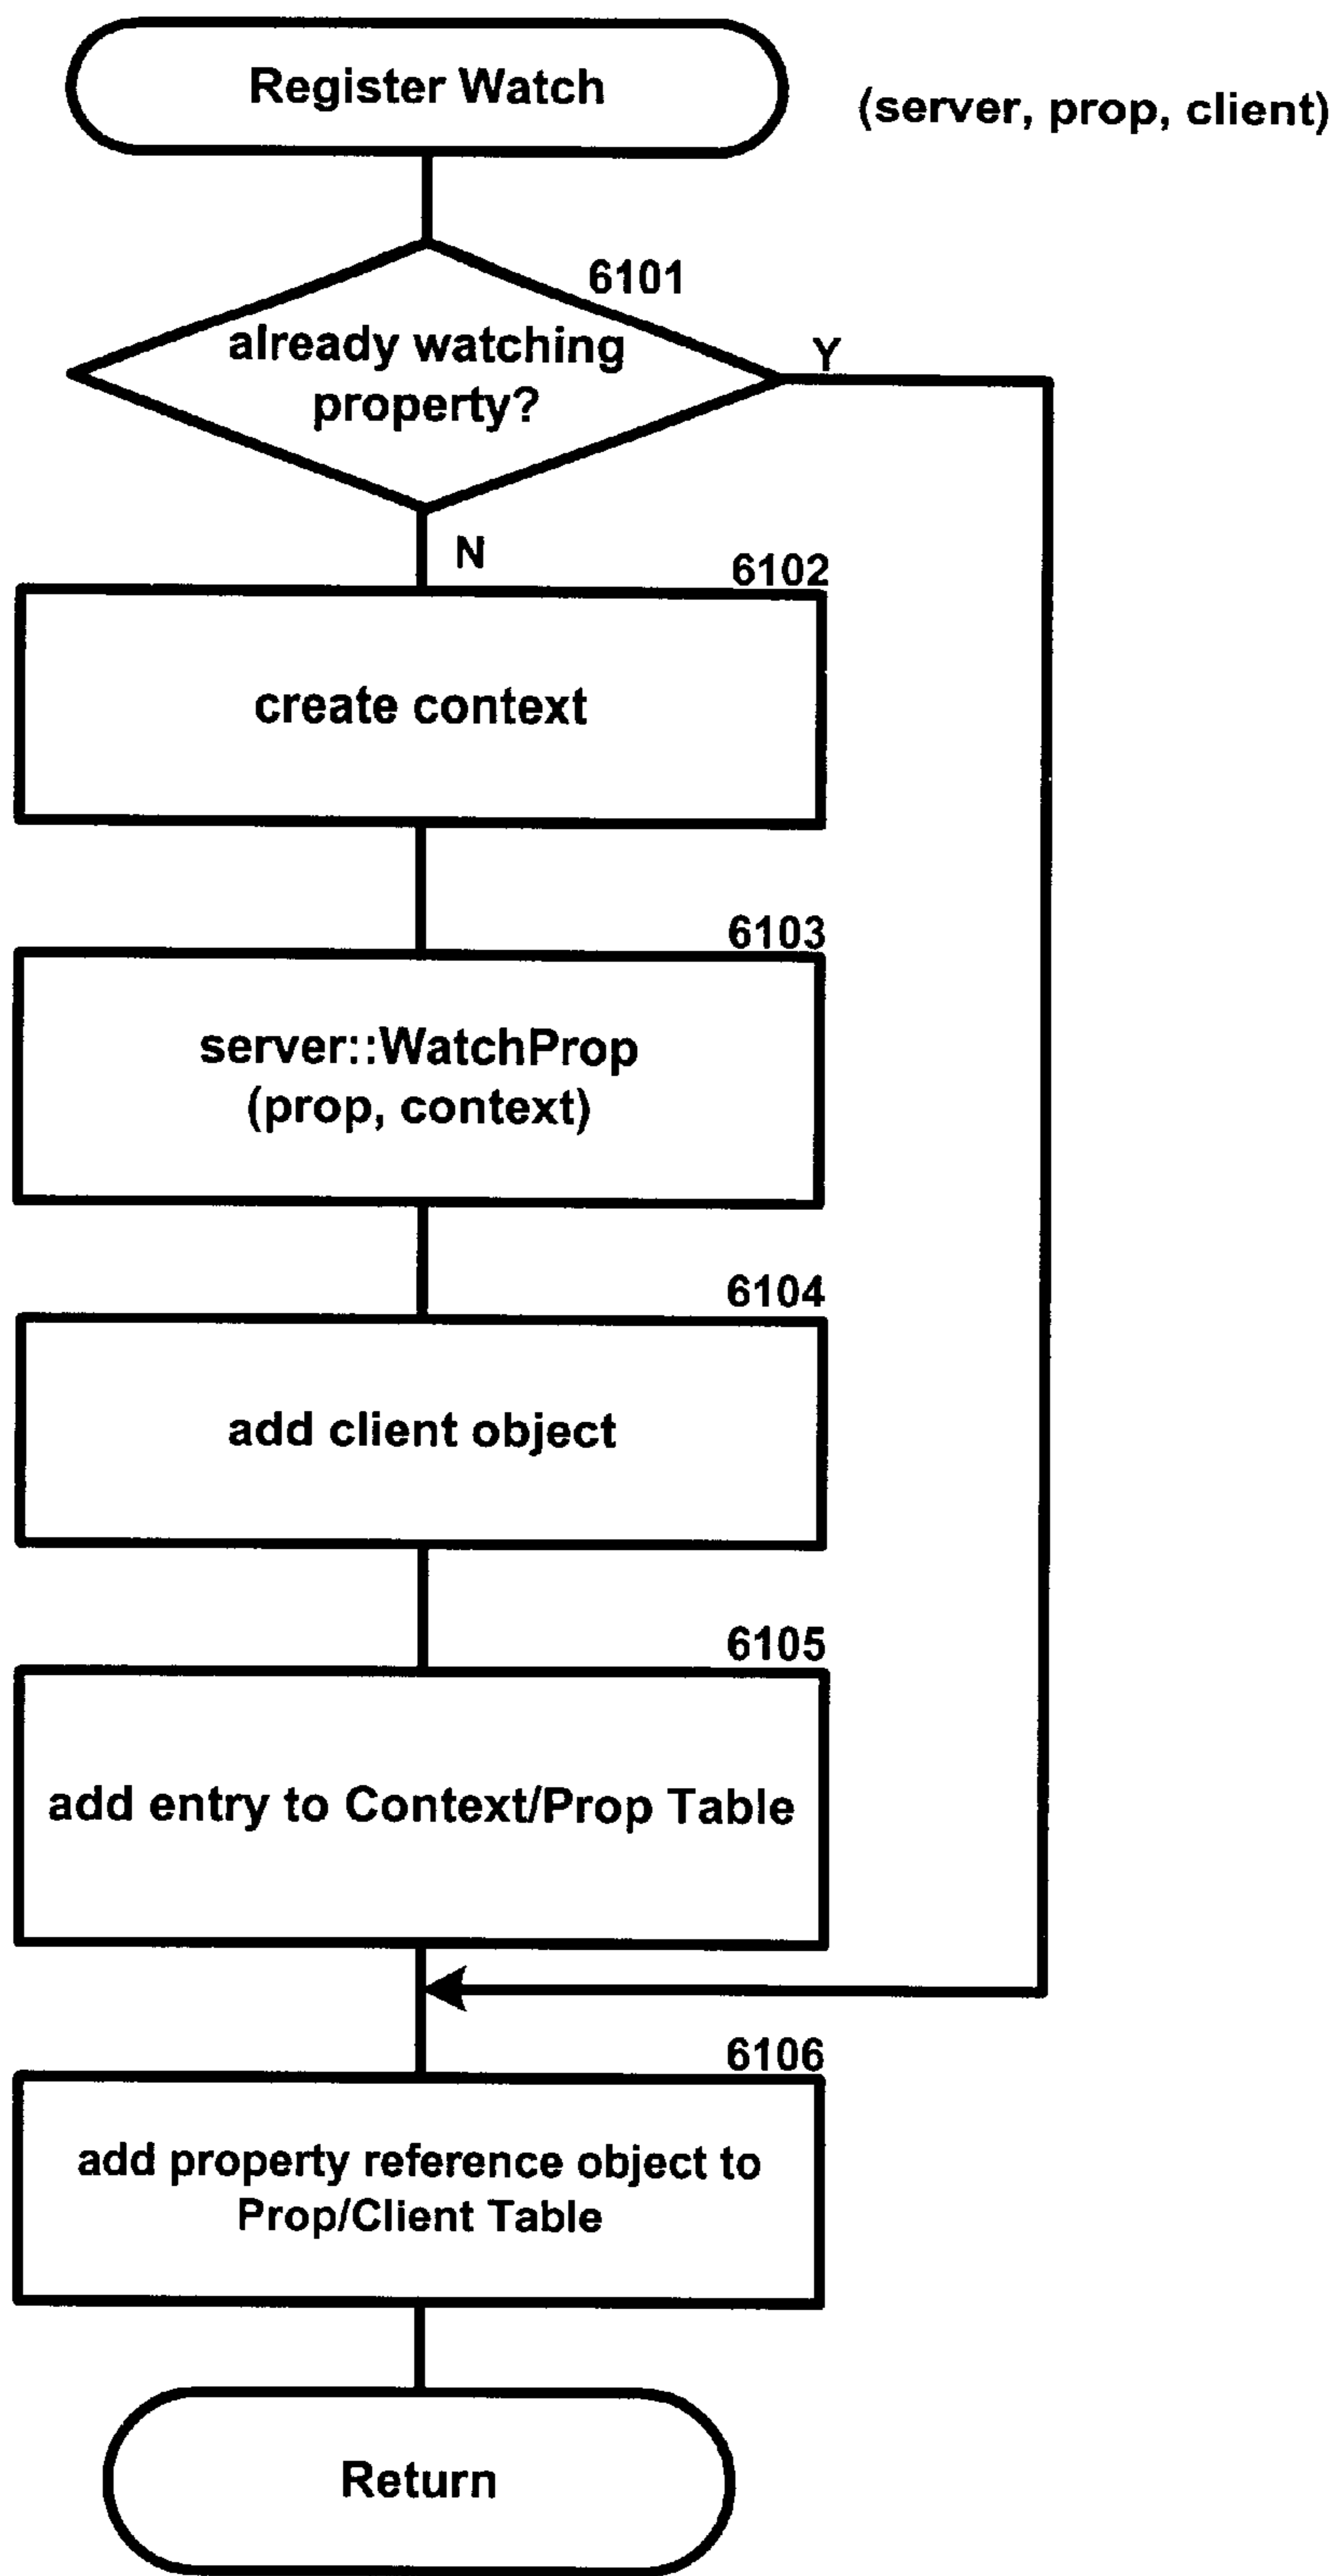 Register Watch
(server, prop, client)
6101
already watching
property?
Y
N
6102
create context
6103
server::WatchProp
(prop, context)
6104
add client object
6105
add entry to Context/Prop Table
6106
add property reference object to
Prop/Client Table
Return